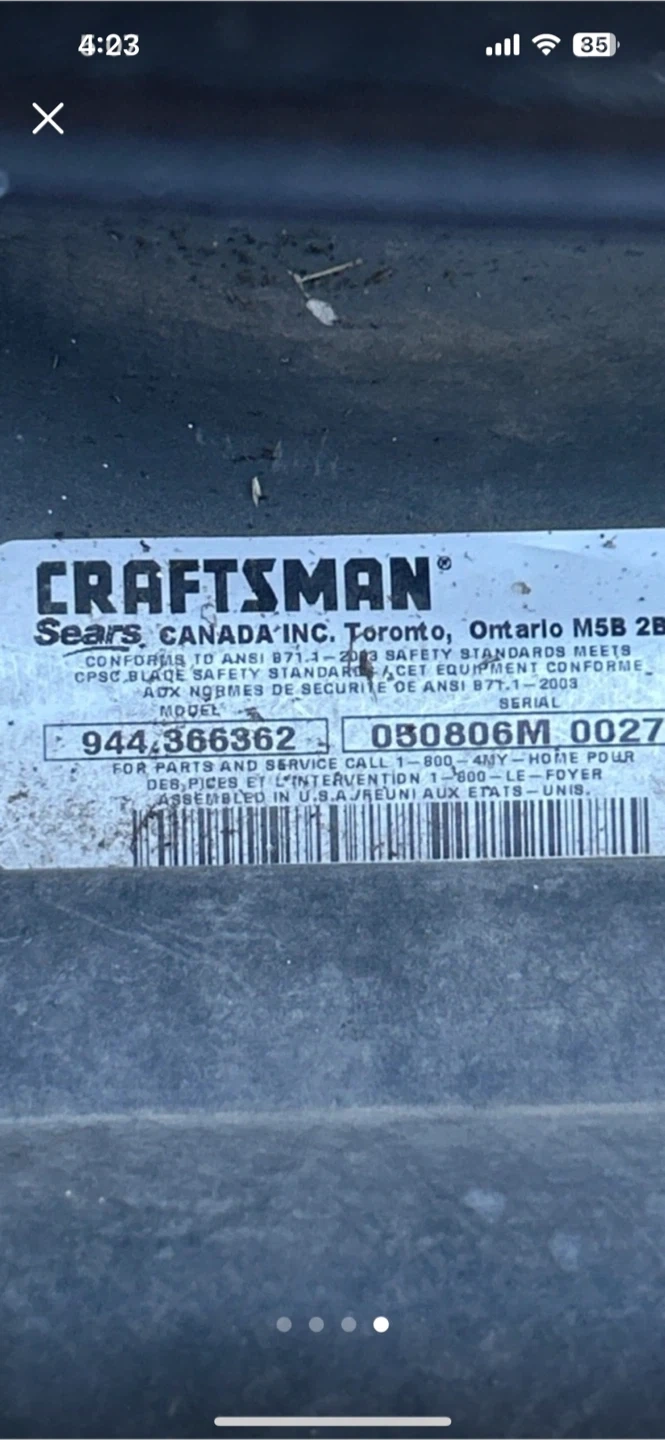 4:03
35
CRAFTSMAN®
Sears CANADA INC. Toronto, Ontario M5B 2B
CONFORMS TO ANSI B71.1-2003 SAFETY STANDARDS MEETS
CPSC BLADE SAFETY STANDARDS / CET EQUIPMENT CONFORME
AUX NORMES DE SECURITE DE ANSI B71.1-2003
MODEL SERIAL
944.366362 050806M 0027
FOR PARTS AND SERVICE CALL 1-800-4MY-HOME POUR
DES PICES ET L'INTERVENTION 1-800-LE-FOYER
ASSEMBLED IN U.S.A./REUNI AUX ETATS-UNIS.